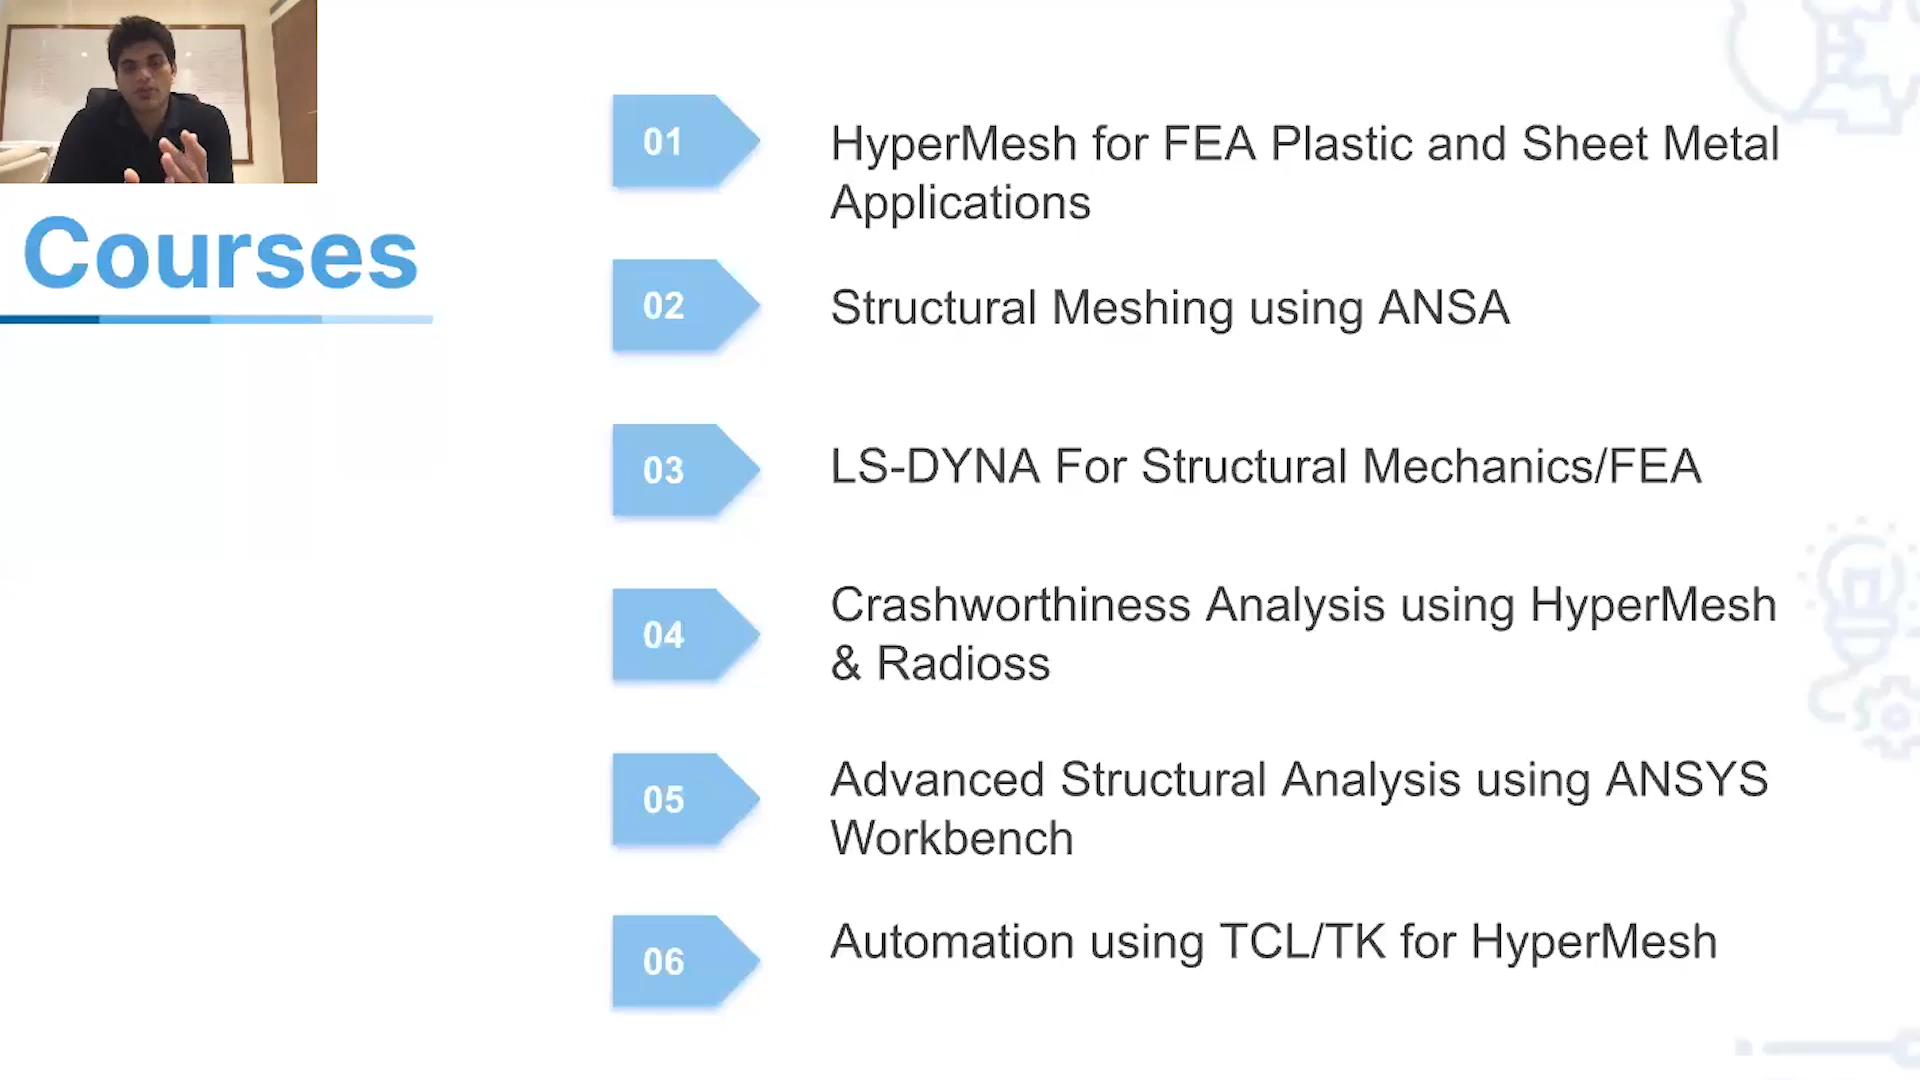 Courses
01
HyperMesh for FEA Plastic and Sheet Metal
Applications
02
Structural Meshing using ANSA
03
LS-DYNA For Structural Mechanics/FEA
04
Crashworthiness Analysis using HyperMesh
& Radioss
05
Advanced Structural Analysis using ANSYS
Workbench
06
Automation using TCL/TK for HyperMesh